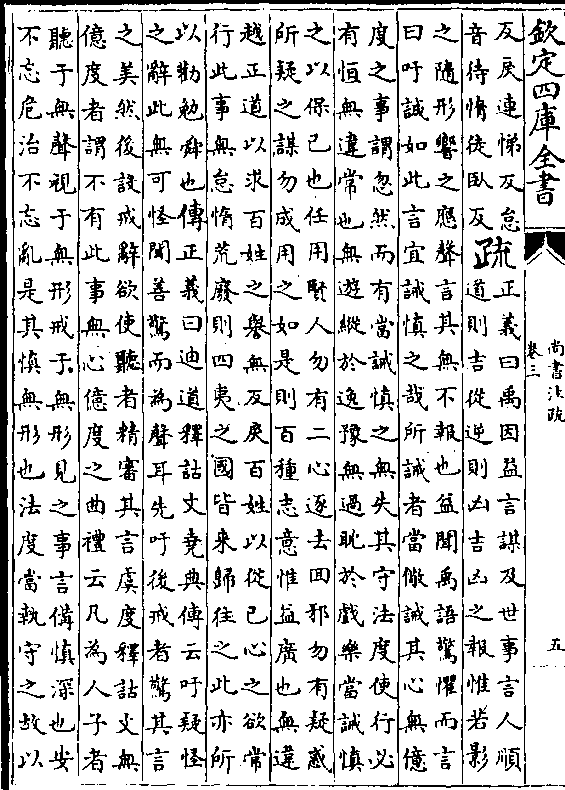 欽定四庫全書
尚書注疏
卷三
五
反戾連悌反怠
音待惰徒臥反
疏
正義曰禹因益言謀及世事言人順
道則吉從逆則凶吉凶之報惟若影
之隨形響之應聲言其無不報也益聞禹語驚懼而言
曰吁誠如此言宜誡慎之哉所誡者當儆誡其心無億
度之事謂忽然而有當誡慎之無失其守法度使行必
有恒無違常也無遊縱於逸豫無過耽於戲樂當誡慎
之以保己也任用賢人勿有二心逐去回邪勿有疑惑
所疑之謀勿成用之如是則百種志意惟益廣也無違
越正道以求百姓之譽無反戾百姓以從己心之欲常
行此事無怠惰荒廢則四夷之國皆來歸往之此亦所
以勸勉舜也傳正義曰迪道釋詁文堯典傳云吁疑怪
之辭此無可怪聞善驚而為聲耳先吁後戒者驚其言
之美然後設戒辭欲使聽者精審其言虞度釋詁文無
億度者謂不有此事無心億度之曲禮云凡為人子者
聽于無聲視于無形戒于無形見之事言備慎深也安
不忘危治不忘亂是其慎無形也法度當執守之故以